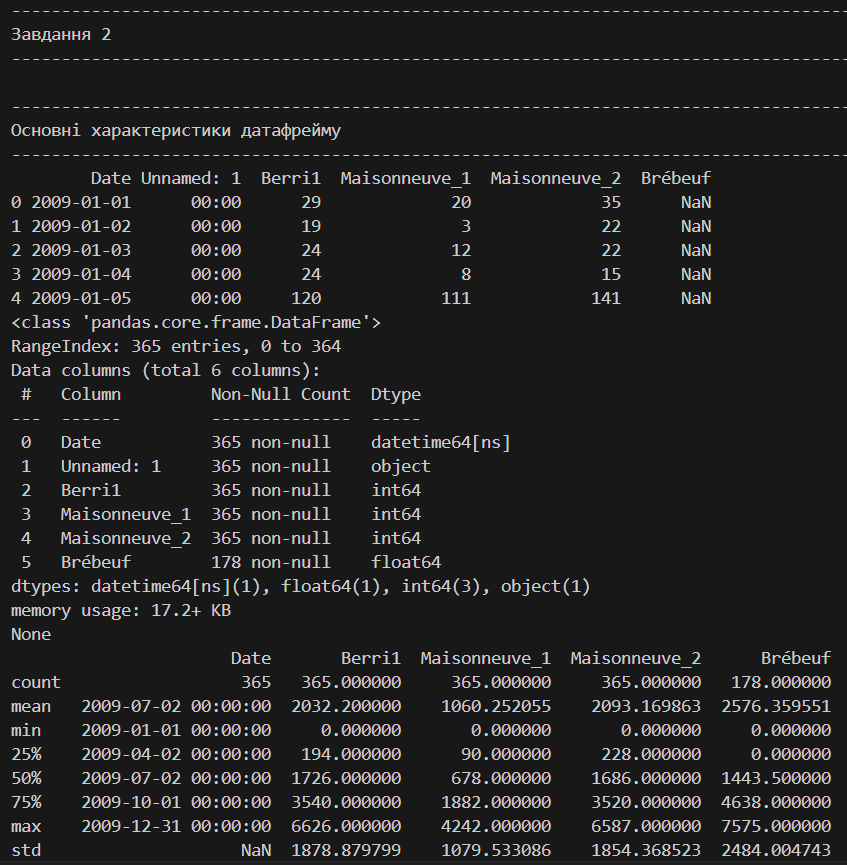 --------------------------------------------------------------------------------
Завдання 2
--------------------------------------------------------------------------------
--------------------------------------------------------------------------------
Основні характеристики датафрейму
--------------------------------------------------------------------------------
        Date Unnamed: 1  Berri1  Maisonneuve_1  Maisonneuve_2  Brébeuf
0 2009-01-01      00:00      29             20             35      NaN
1 2009-01-02      00:00      19              3             22      NaN
2 2009-01-03      00:00      24             12             22      NaN
3 2009-01-04      00:00      24              8             15      NaN
4 2009-01-05      00:00     120            111            141      NaN
<class 'pandas.core.frame.DataFrame'>
RangeIndex: 365 entries, 0 to 364
Data columns (total 6 columns):
 #   Column         Non-Null Count  Dtype
---  ------         --------------  -----
 0   Date           365 non-null    datetime64[ns]
 1   Unnamed: 1     365 non-null    object
 2   Berri1         365 non-null    int64
 3   Maisonneuve_1  365 non-null    int64
 4   Maisonneuve_2  365 non-null    int64
 5   Brébeuf        178 non-null    float64
dtypes: datetime64[ns](1), float64(1), int64(3), object(1)
memory usage: 17.2+ KB
None
                      Date       Berri1  Maisonneuve_1  Maisonneuve_2      Brébeuf
count                  365   365.000000     365.000000     365.000000   178.000000
mean   2009-07-02 00:00:00  2032.200000    1060.252055    2093.169863  2576.359551
min    2009-01-01 00:00:00     0.000000       0.000000       0.000000     0.000000
25%    2009-04-02 00:00:00   194.000000      90.000000     228.000000     0.000000
50%    2009-07-02 00:00:00  1726.000000     678.000000    1686.000000  1443.500000
75%    2009-10-01 00:00:00  3540.000000    1882.000000    3520.000000  4638.000000
max    2009-12-31 00:00:00  6626.000000    4242.000000    6587.000000  7575.000000
std                    NaN  1878.879799    1079.533086    1854.368523  2484.004743